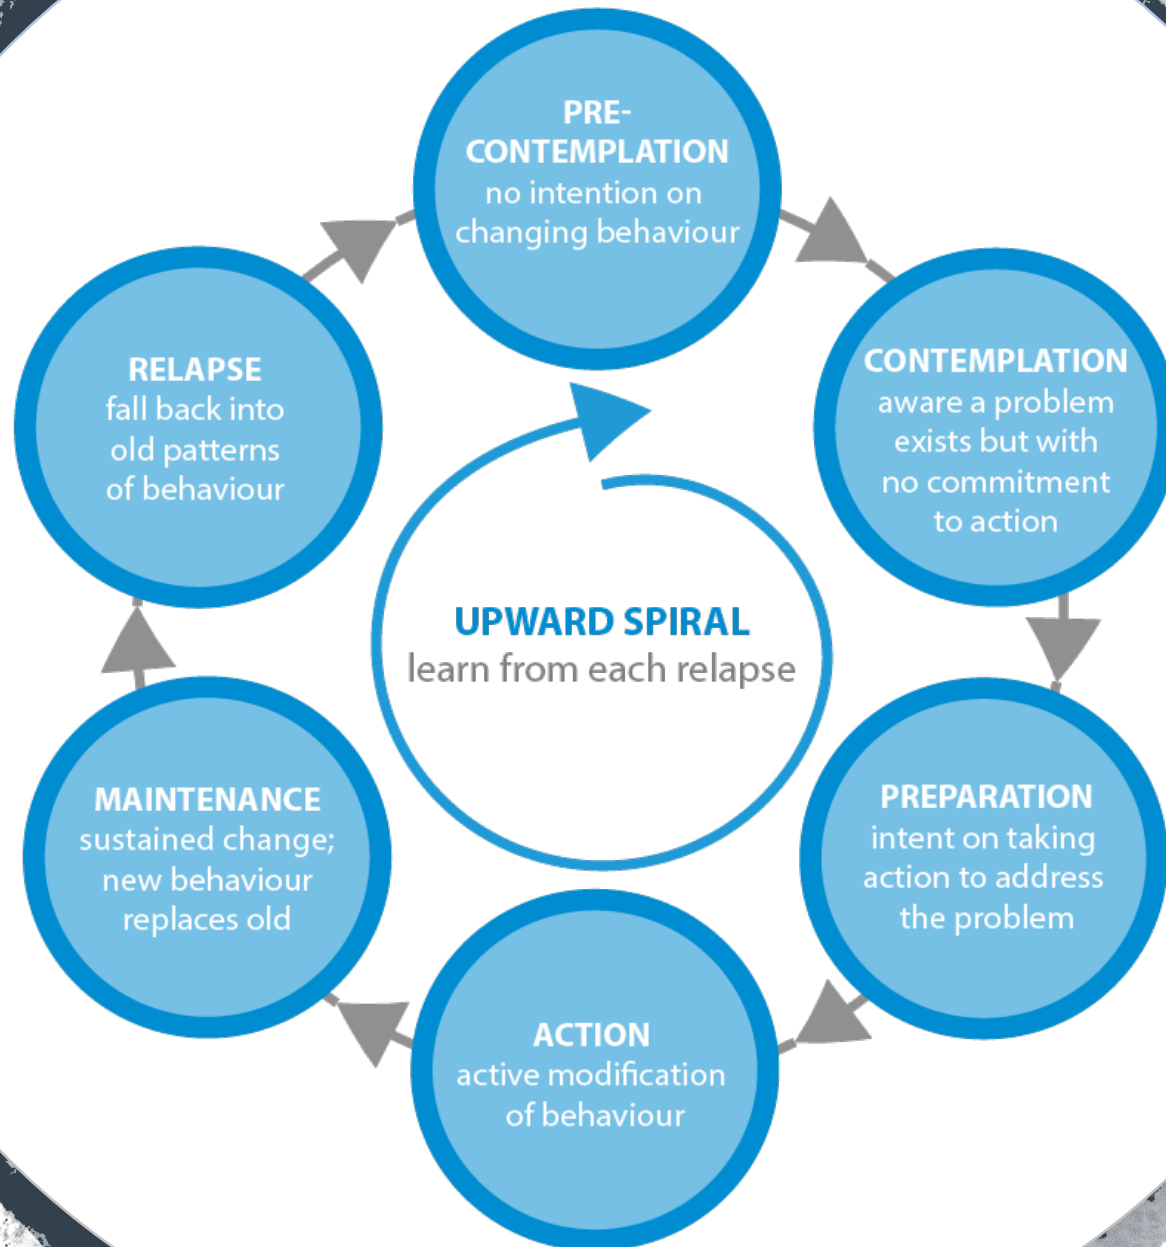 PRE-
CONTEMPLATION
no intention on
changing behaviour
CONTEMPLATION
aware a problem
exists but with
no commitment
to action
PREPARATION
intent on taking
action to address
the problem
ACTION
active modification
of behaviour
MAINTENANCE
sustained change;
new behaviour
replaces old
RELAPSE
fall back into
old patterns
of behaviour
UPWARD SPIRAL
learn from each relapse